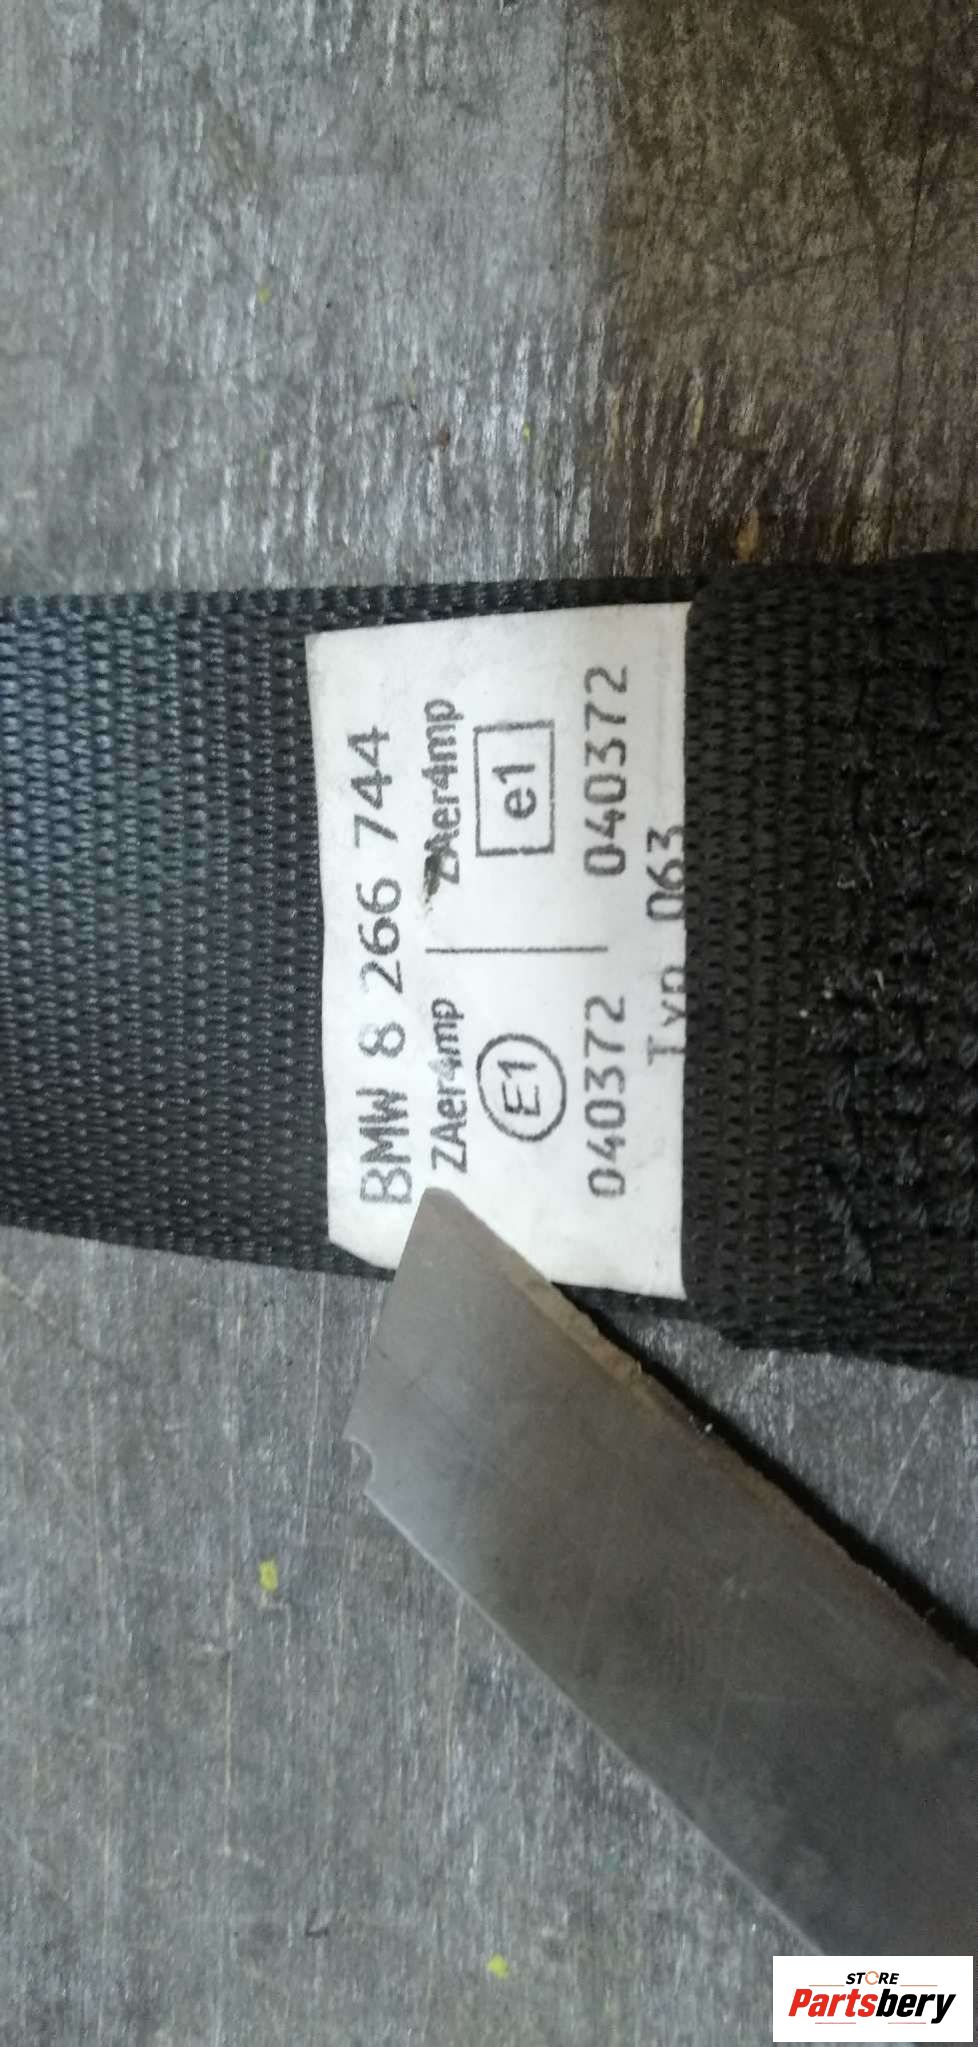 BMW 8 266 744
ZAer4mp ZAer4mp
E1 e1
040372 040372
Typ 063
STORE
Partsbery